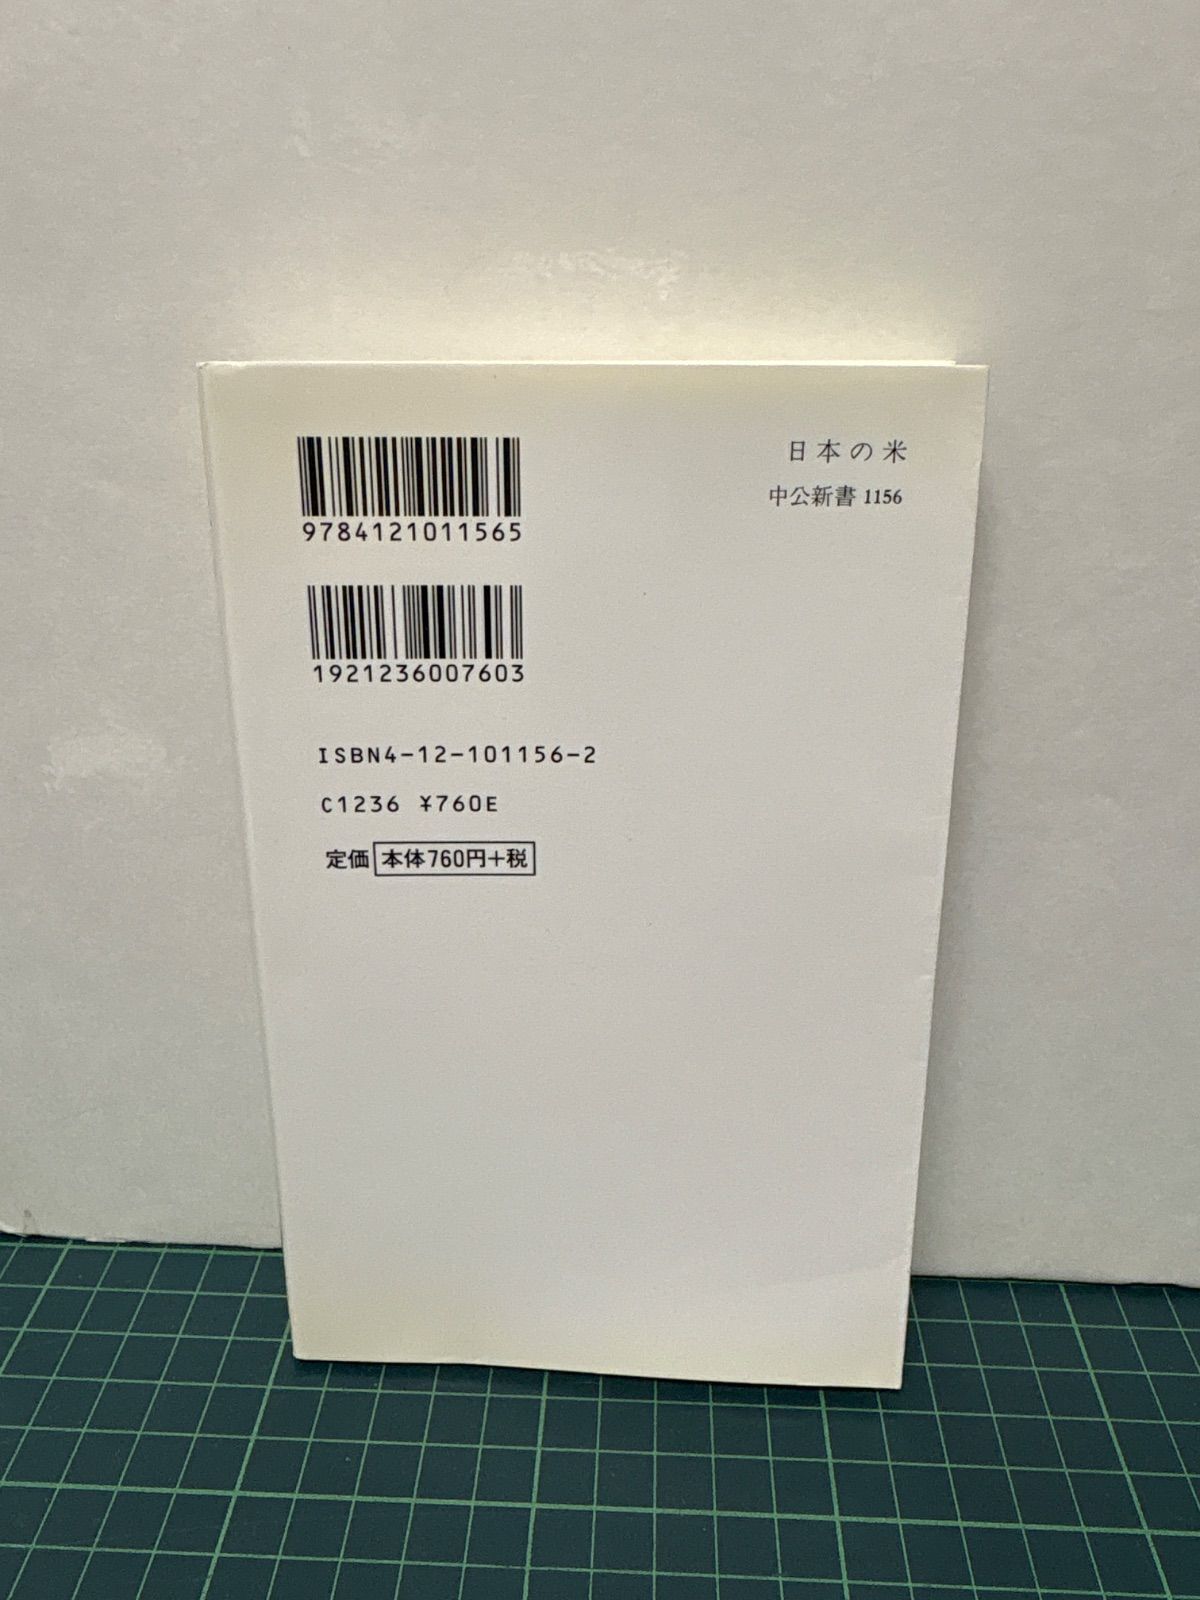 9784121011565
1921236007603
ISBN4-12-101156-2
C1236 ¥760E
定価 本体760円+税
日本の米
中公新書 1156